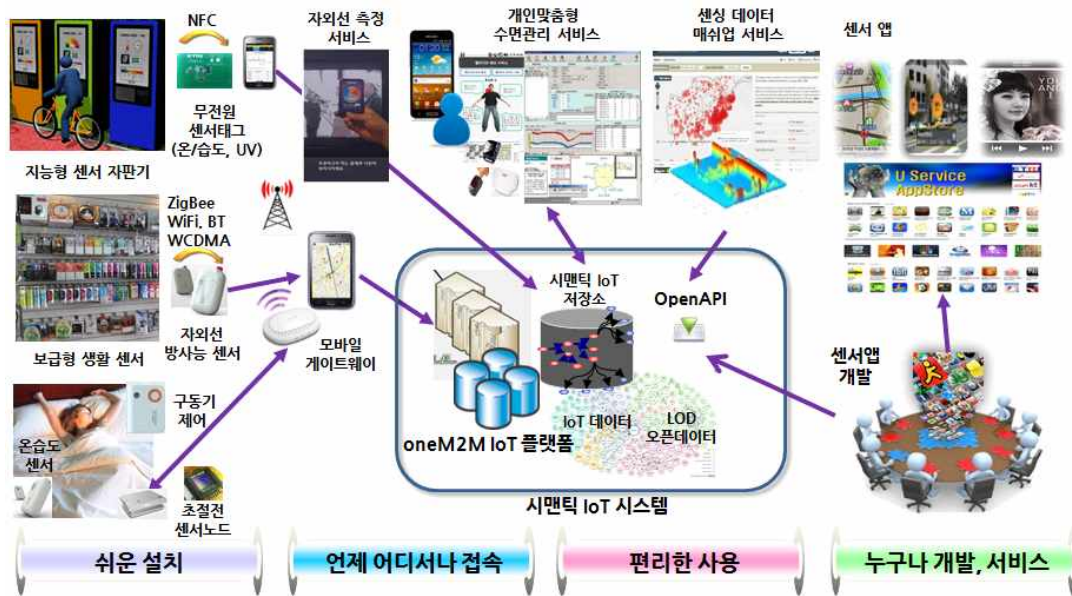 NFC
무전원
센서태그
(온/습도, UV)
지능형 센서 자판기
자외선 측정
서비스
개인맞춤형
수면관리 서비스
센싱 데이터
매쉬업 서비스
센서 앱
YOU
AND
I
U Service
AppStore
ZigBee
WiFi, BT
WCDMA
자외선
방사능 센서
보급형 생활 센서
모바일
게이트웨이
구동기
제어
온습도
센서
초절전
센서노드
시맨틱 IoT
저장소
OpenAPI
IoT 데이터
LOD
오픈데이터
oneM2M IoT 플랫폼
시맨틱 IoT 시스템
센서앱
개발
쉬운 설치
언제 어디서나 접속
편리한 사용
누구나 개발, 서비스